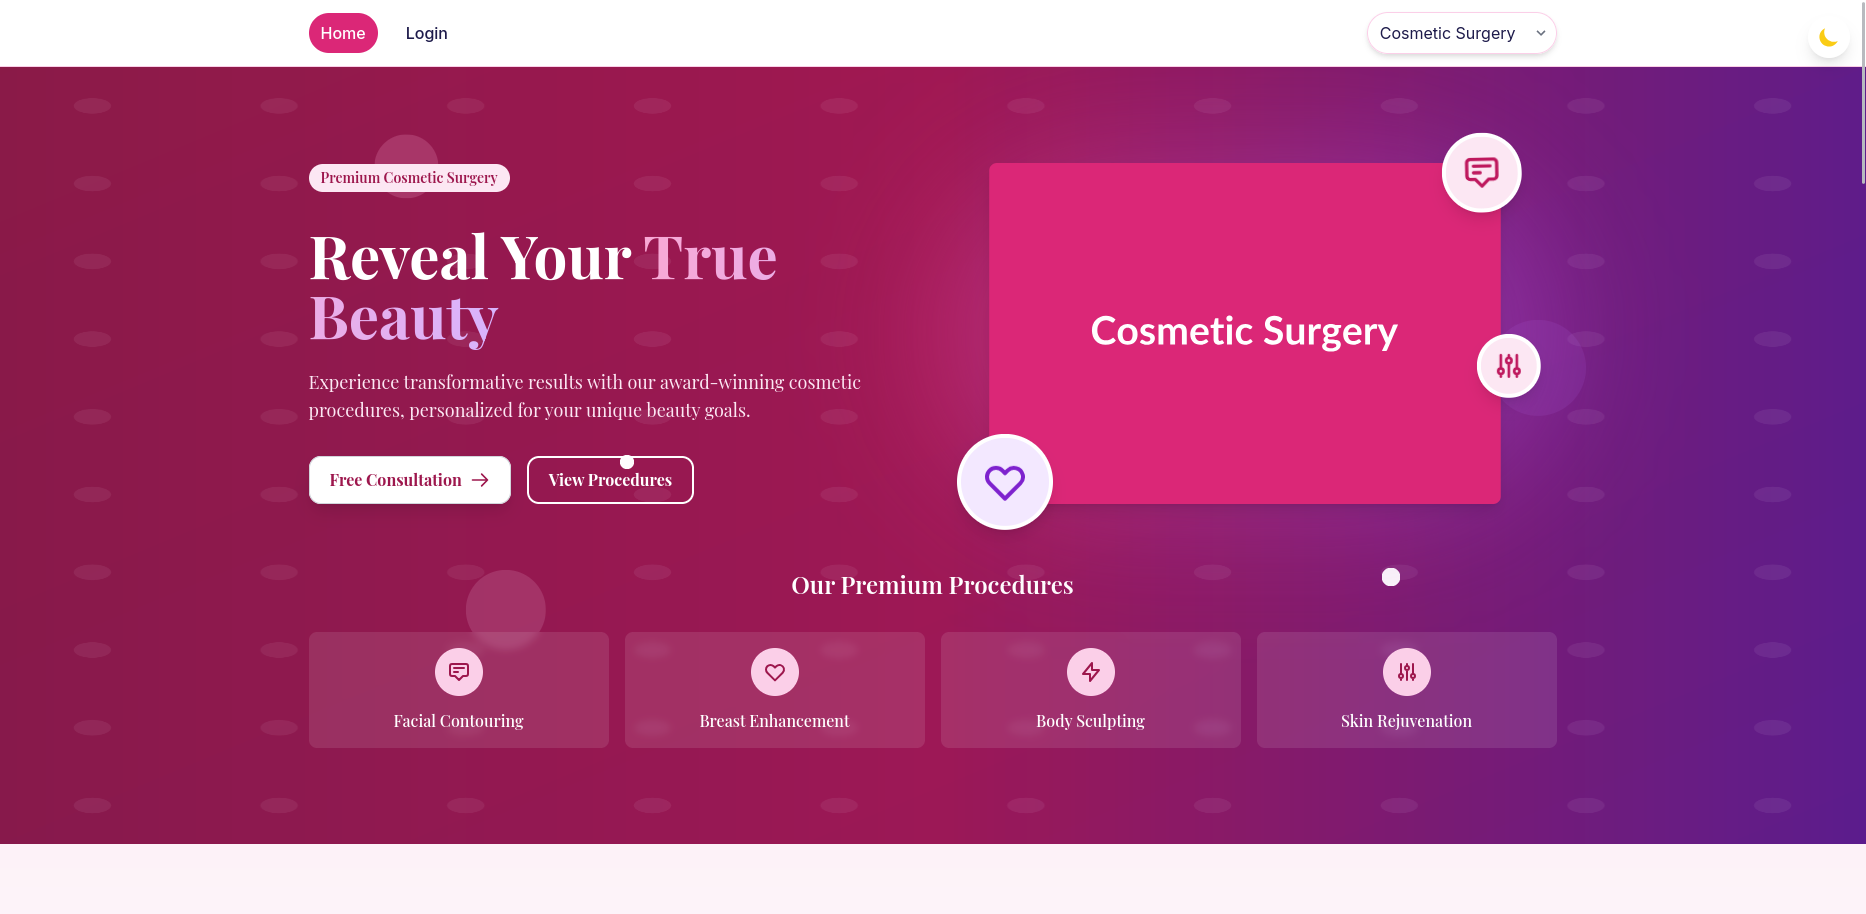 Home
Login
Cosmetic Surgery
Premium Cosmetic Surgery
Reveal Your True
Beauty
Experience transformative results with our award-winning cosmetic
procedures, personalized for your unique beauty goals.
Free Consultation
View Procedures
Cosmetic Surgery
Our Premium Procedures
Facial Contouring
Breast Enhancement
Body Sculpting
Skin Rejuvenation